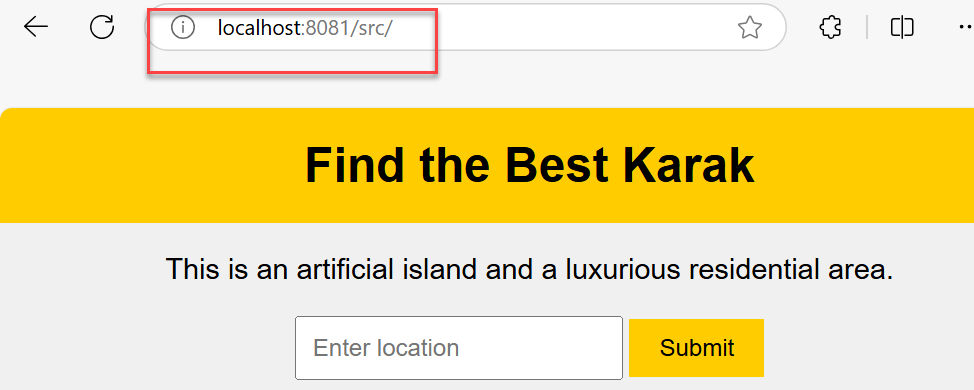 localhost:8081/src/
Find the Best Karak
This is an artificial island and a luxurious residential area.
Enter location Submit